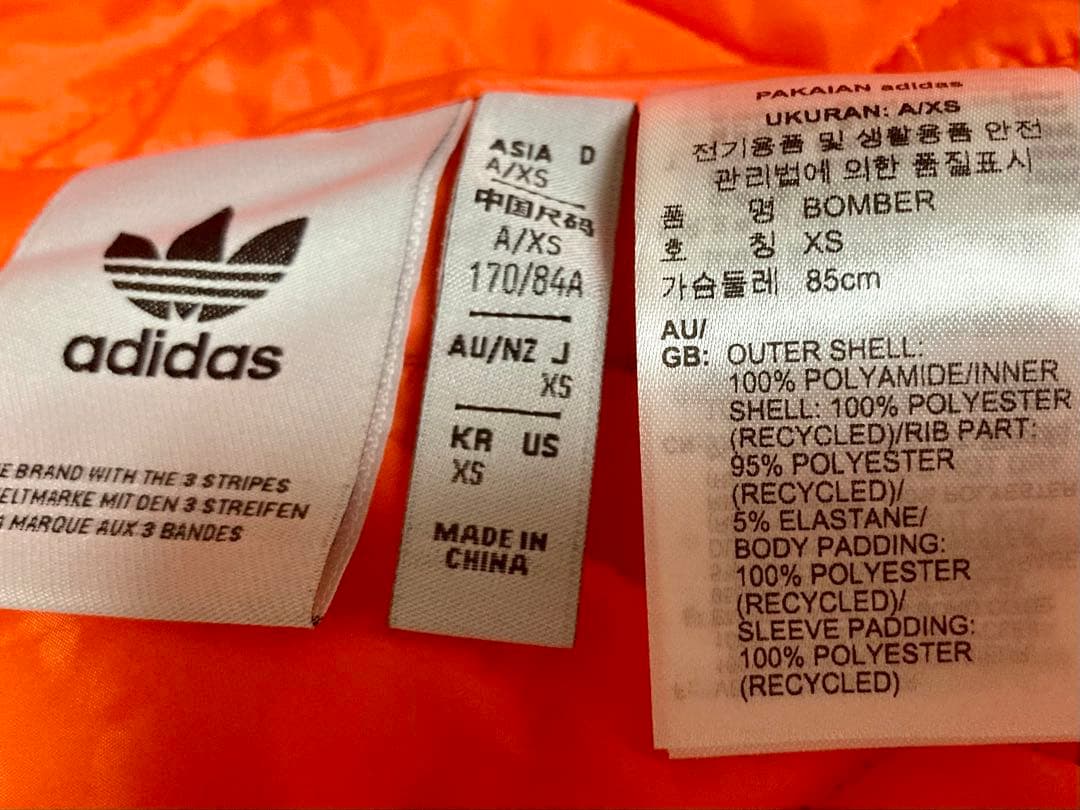 adidas
BRAND WITH THE 3 STRIPES
MIT DEN 3 STREIFEN
MARQUE AUX 3 BANDES
ASIA D
A/XS
中国尺码
A/XS
170/84A
AU/NZ J
XS
KR US
XS
MADE IN
CHINA
PAKAIAN adidas
UKURAN: A/XS
전기용품 및 생활용품 안전
관리법에 의한 품질표시
품 명 BOMBER
호 칭 XS
가슴둘레 85cm
AU/
GB: OUTER SHELL:
100% POLYAMIDE/INNER
SHELL: 100% POLYESTER
(RECYCLED)/RIB PART:
95% POLYESTER
(RECYCLED)/
5% ELASTANE/
BODY PADDING:
100% POLYESTER
(RECYCLED)/
SLEEVE PADDING:
100% POLYESTER
(RECYCLED)